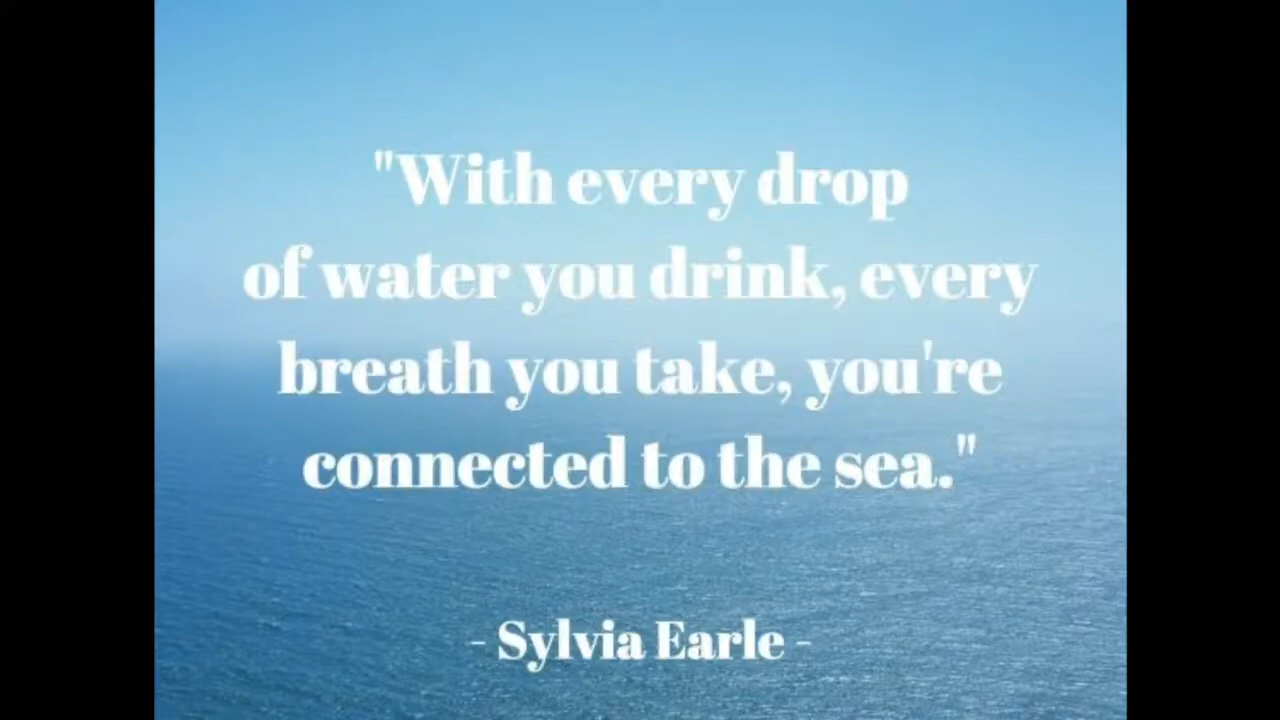 "With every drop
of water you drink, every
breath you take, you're
connected to the sea."
- Sylvia Earle -